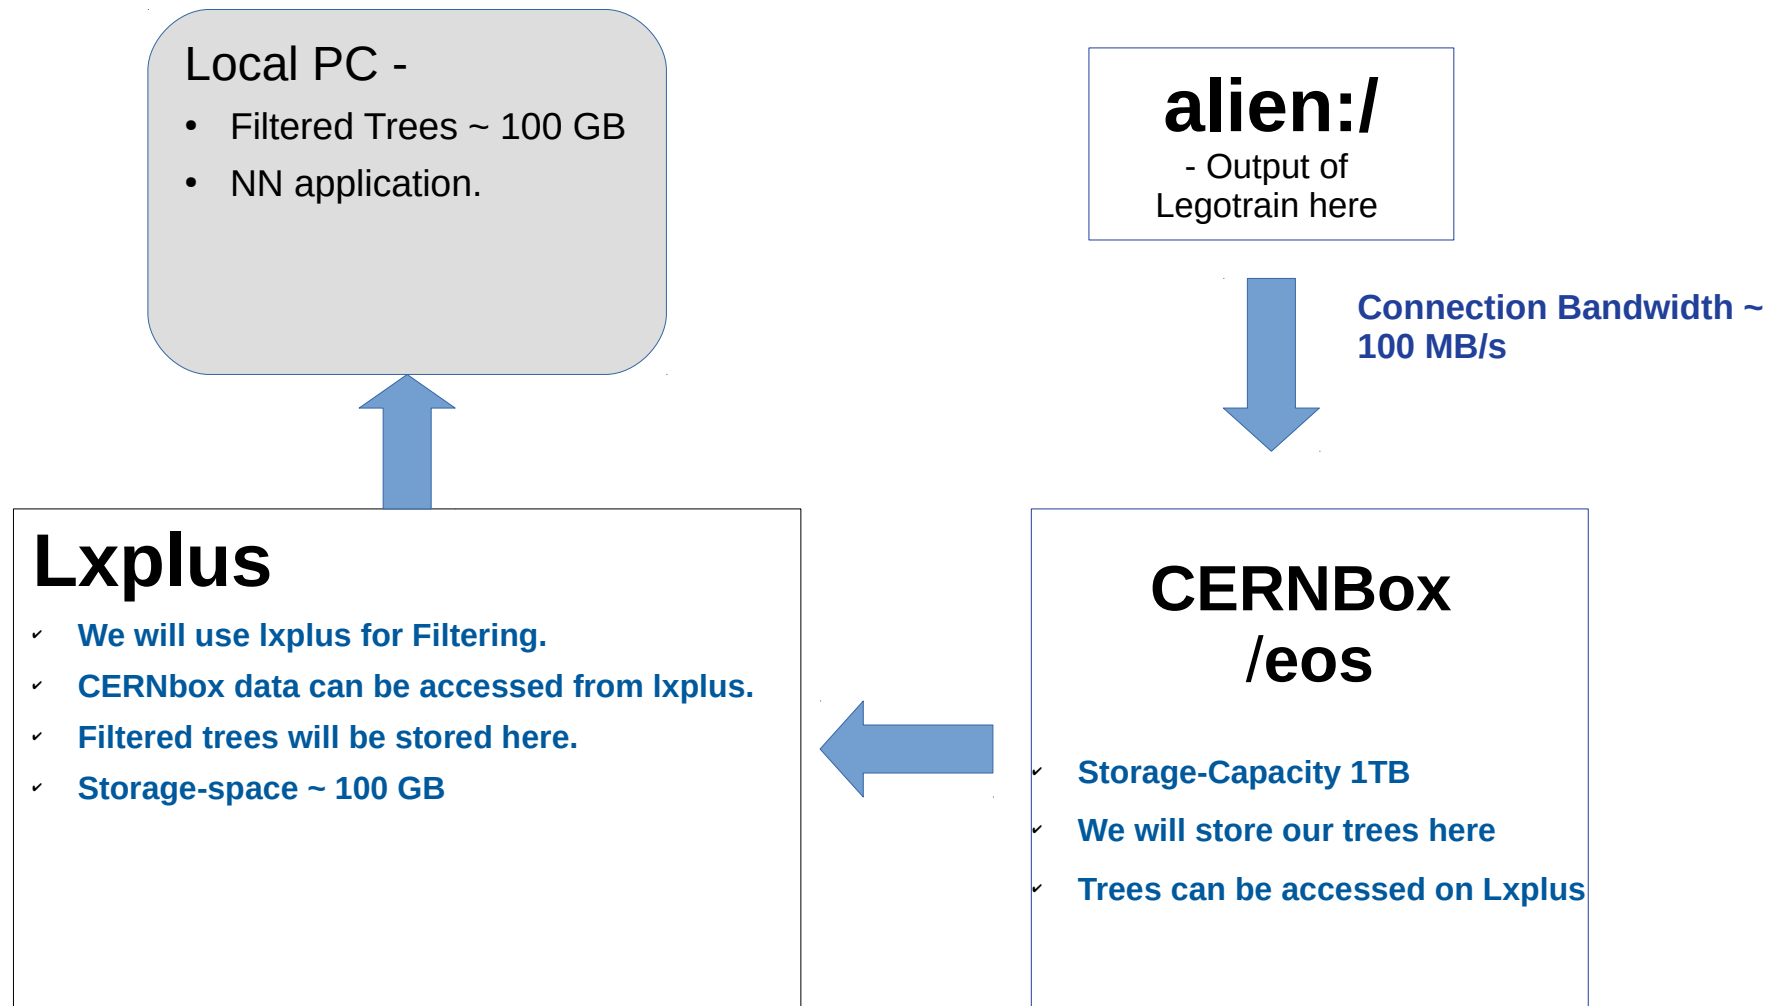 Local PC -
• Filtered Trees ~ 100 GB
• NN application.
alien:/
- Output of
Legotrain here
Connection Bandwidth ~
100 MB/s
Lxplus
✔ We will use lxplus for Filtering.
✔ CERNbox data can be accessed from lxplus.
✔ Filtered trees will be stored here.
✔ Storage-space ~ 100 GB
CERNBox
/eos
✔ Storage-Capacity 1TB
✔ We will store our trees here
✔ Trees can be accessed on Lxplus